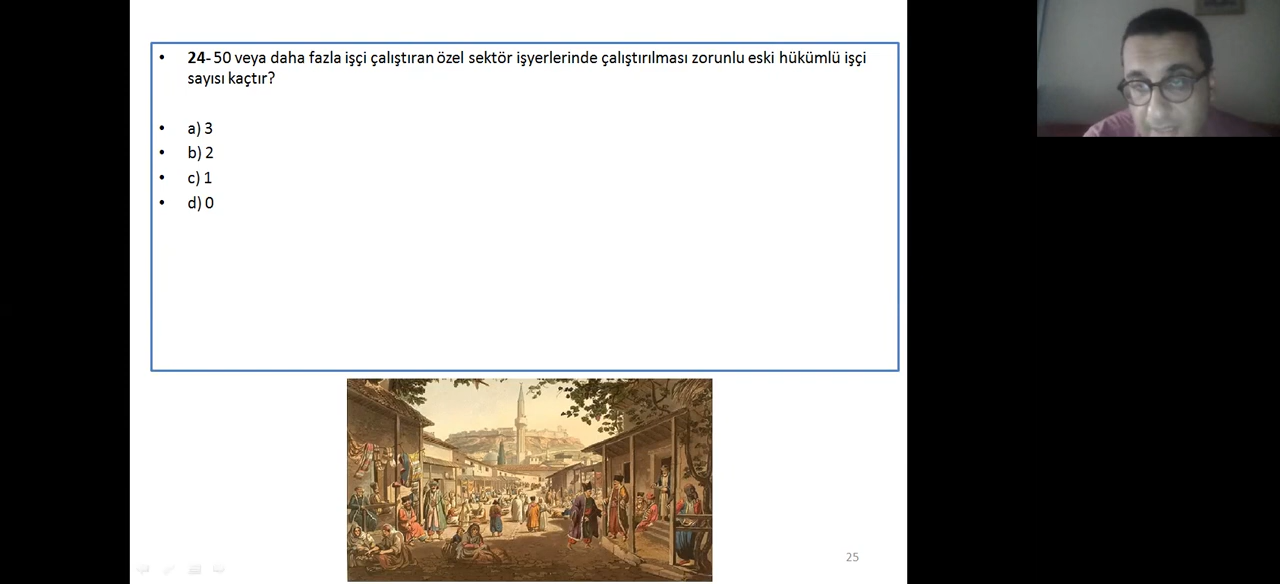 24- 50 veya daha fazla işçi çalıştıran özel sektör işyerlerinde çalıştırılması zorunlu eski hükümlü işçi
sayısı kaçtır?
a) 3
b) 2
c) 1
d) 0
25